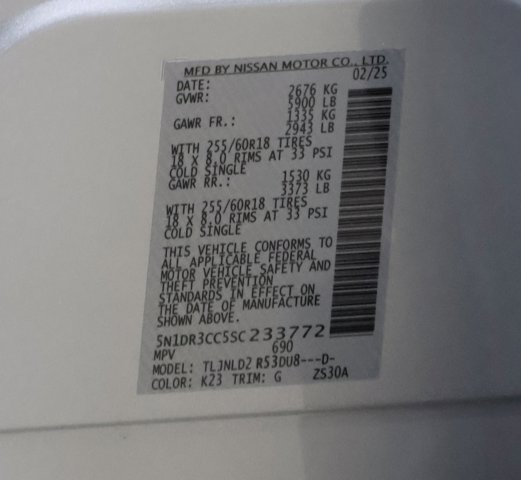 MFD BY NISSAN MOTOR CO., LTD.
DATE: 02/25
GVWR: 2676 KG
5900 LB
GAWR FR.: 1335 KG
2943 LB
WITH 255/60R18 TIRES
18 X 8.0 RIMS AT 33 PSI
COLD SINGLE
GAWR RR.: 1530 KG
3373 LB
WITH 255/60R18 TIRES
18 X 8.0 RIMS AT 33 PSI
COLD SINGLE
THIS VEHICLE CONFORMS TO
ALL APPLICABLE FEDERAL
MOTOR VEHICLE SAFETY AND
THEFT PREVENTION
STANDARDS IN EFFECT ON
THE DATE OF MANUFACTURE
SHOWN ABOVE.
5N1DR3CC5SC233772
MPV 690
MODEL: TLJNLD2 R53DU8---D-
COLOR: K23 TRIM: G ZS30A